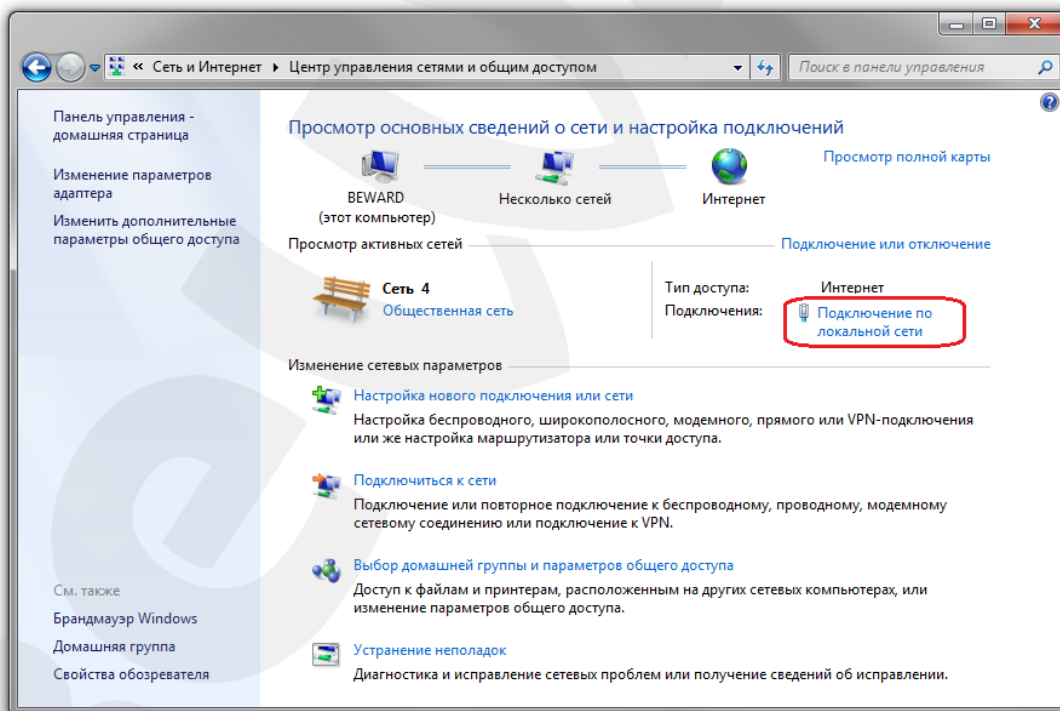 « Сеть и Интернет ▸ Центр управления сетями и общим доступом
Поиск в панели управления
Панель управления -
домашняя страница
Изменение параметров
адаптера
Изменить дополнительные
параметры общего доступа
Просмотр основных сведений о сети и настройка подключений
Просмотр полной карты
BEWARD
(этот компьютер)
Несколько сетей
Интернет
Просмотр активных сетей
Подключение или отключение
Сеть 4
Общественная сеть
Тип доступа: Интернет
Подключения: Подключение по
локальной сети
Изменение сетевых параметров
Настройка нового подключения или сети
Настройка беспроводного, широкополосного, модемного, прямого или VPN-подключения
или же настройка маршрутизатора или точки доступа.
Подключиться к сети
Подключение или повторное подключение к беспроводному, проводному, модемному
сетевому соединению или подключение к VPN.
Выбор домашней группы и параметров общего доступа
Доступ к файлам и принтерам, расположенным на других сетевых компьютерах, или
изменение параметров общего доступа.
Устранение неполадок
Диагностика и исправление сетевых проблем или получение сведений об исправлении.
См. также
Брандмауэр Windows
Домашняя группа
Свойства обозревателя